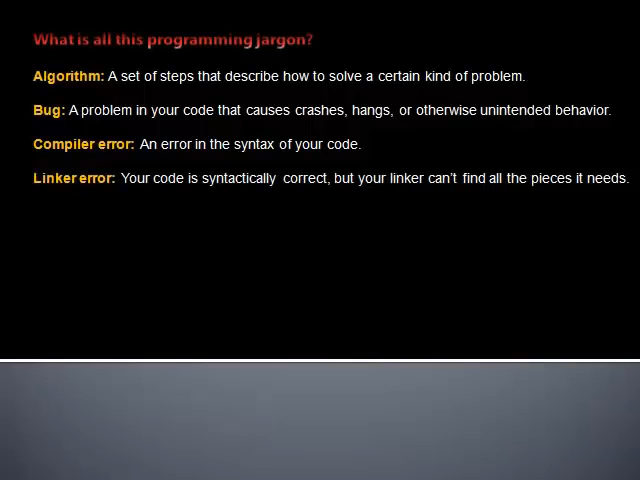 What is all this programming jargon?
Algorithm: A set of steps that describe how to solve a certain kind of problem.
Bug: A problem in your code that causes crashes, hangs, or otherwise unintended behavior.
Compiler error: An error in the syntax of your code.
Linker error: Your code is syntactically correct, but your linker can’t find all the pieces it needs.